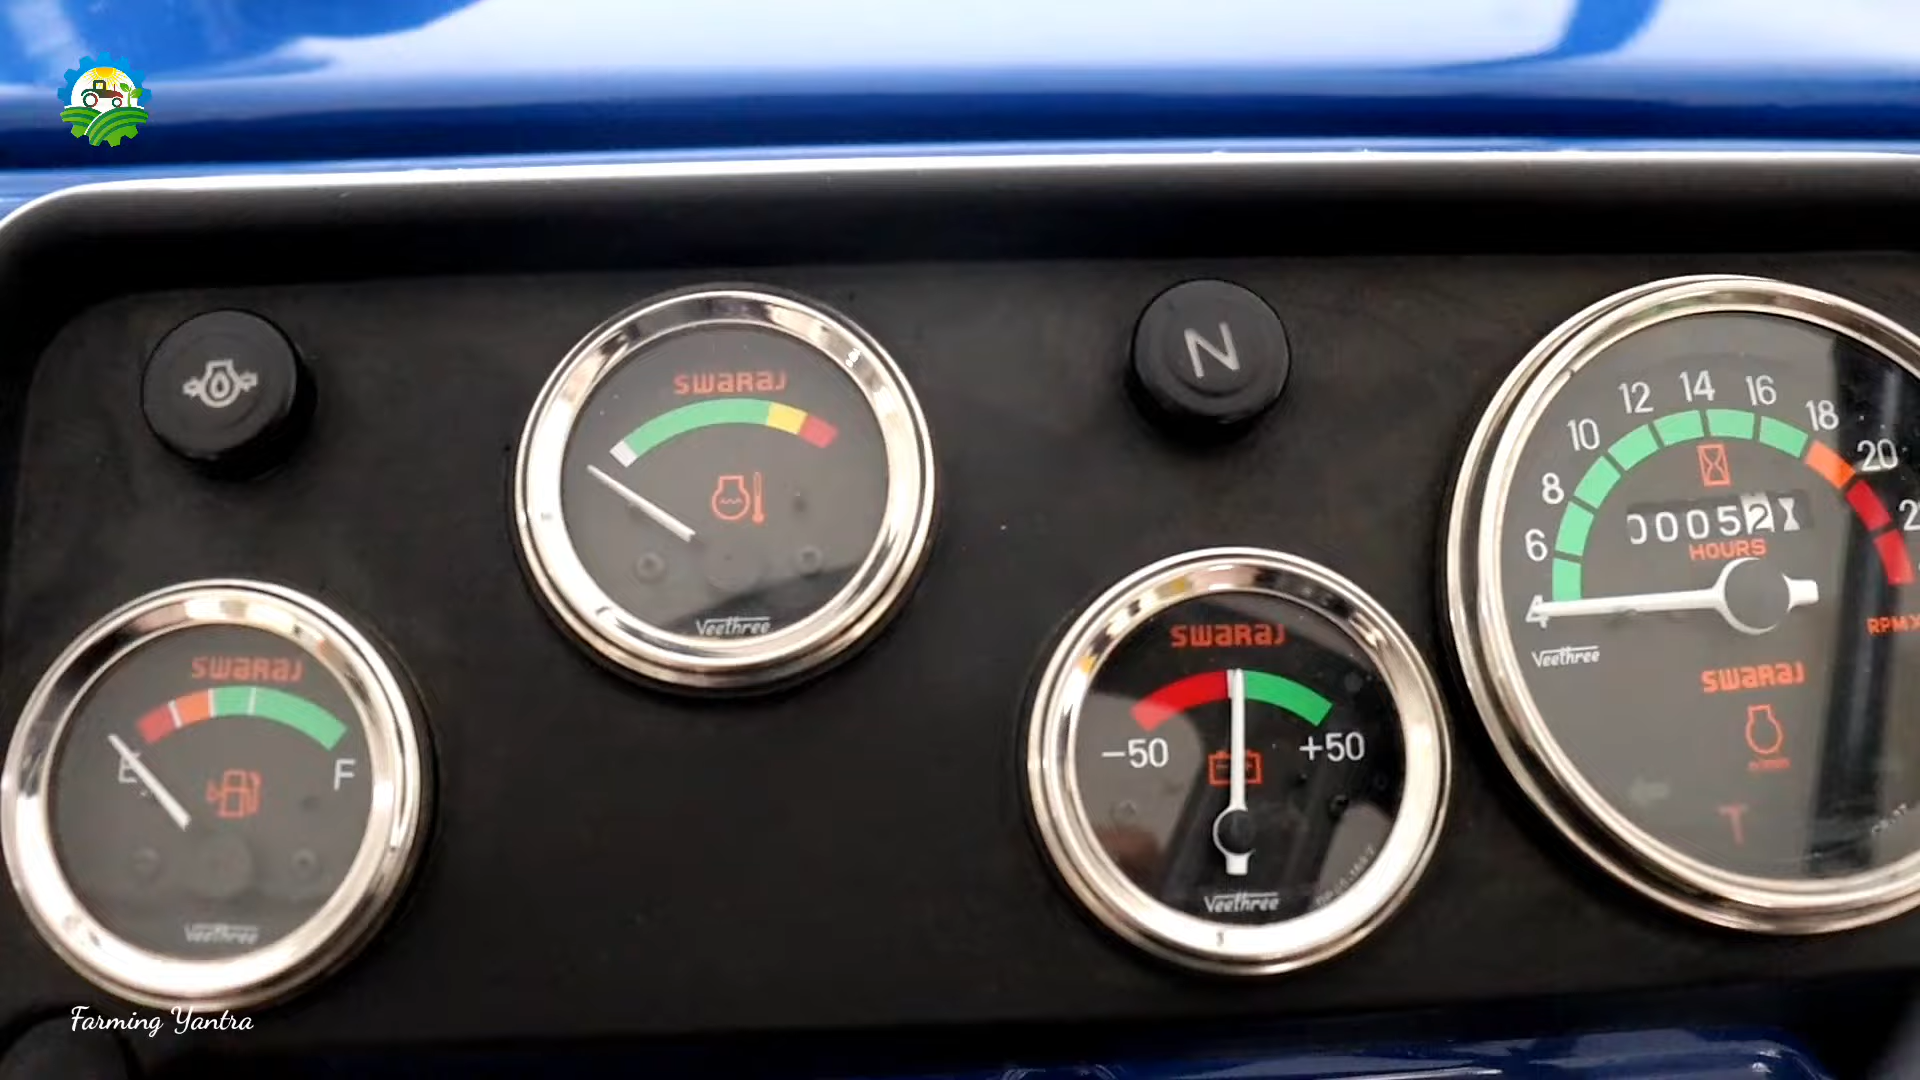 N
swaraj
Veethree
swaraj
E
F
Veethree
swaraj
-50
+50
Veethree
4
6
8
10
12
14
16
18
20
00052
HOURS
RPM
Veethree
swaraj
Farming Yantra